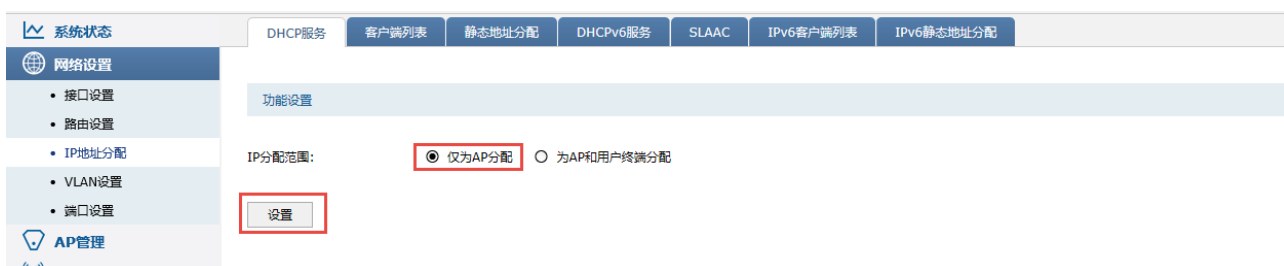 系统状态
DHCP服务 客户端列表 静态地址分配 DHCPv6服务 SLAAC IPv6客户端列表 IPv6静态地址分配
网络设置
• 接口设置
功能设置
• 路由设置
• IP地址分配
IP分配范围: 仅为AP分配 为AP和用户终端分配
• VLAN设置
• 端口设置
设置
AP管理